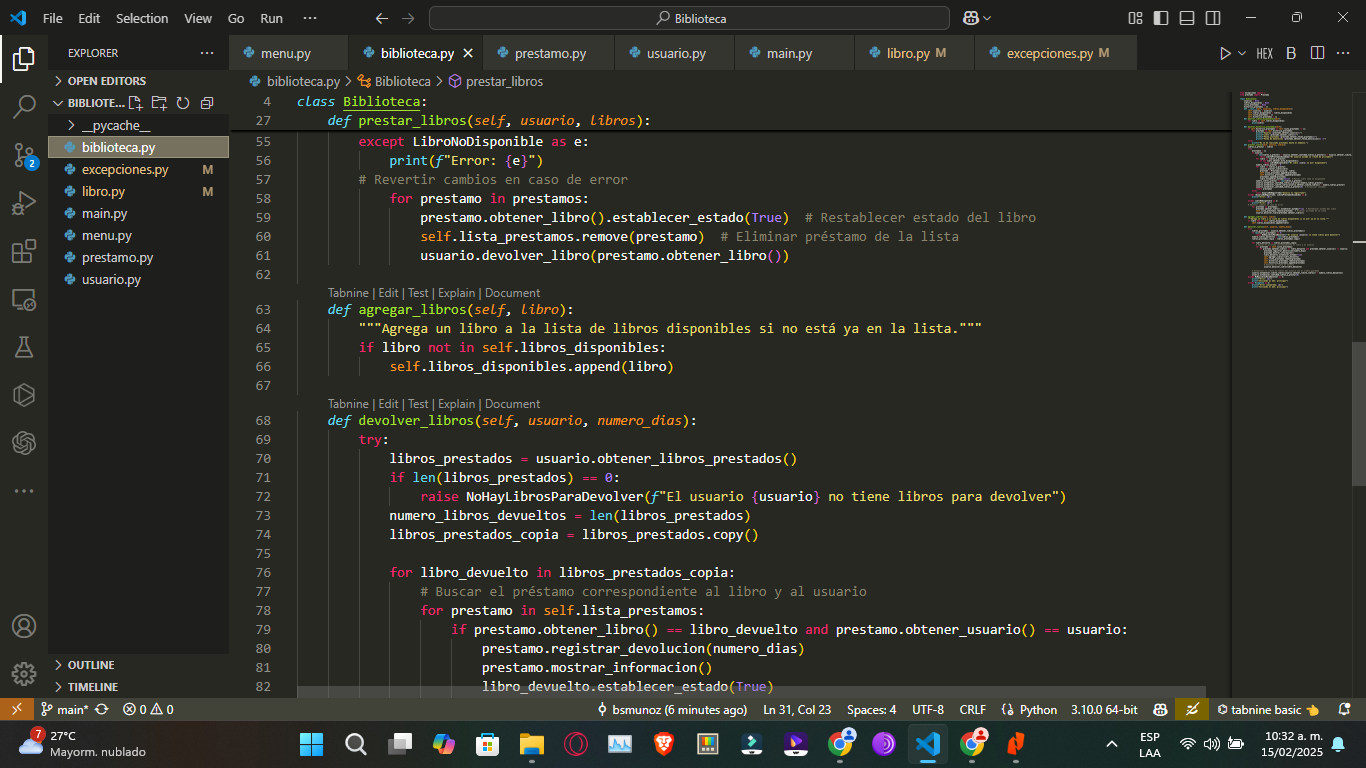 File Edit Selection View Go Run ··· Biblioteca
EXPLORER ···
OPEN EDITORS
BIBLIOTE...
__pycache__
biblioteca.py
excepciones.py M
libro.py M
main.py
menu.py
prestamo.py
usuario.py
OUTLINE
TIMELINE
2
menu.py biblioteca.py prestamo.py usuario.py main.py libro.py M excepciones.py M HEX B ···
biblioteca.py > Biblioteca > prestar_libros
4 class Biblioteca:
27 def prestar_libros(self, usuario, libros):
55 except LibroNoDisponible as e:
56 print(f"Error: {e}")
57 # Revertir cambios en caso de error
58 for prestamo in prestamos:
59 prestamo.obtener_libro().establecer_estado(True)  # Restablecer estado del libro
60 self.lista_prestamos.remove(prestamo)  # Eliminar préstamo de la lista
61 usuario.devolver_libro(prestamo.obtener_libro())
62
Tabnine | Edit | Test | Explain | Document
63 def agregar_libros(self, libro):
64 """Agrega un libro a la lista de libros disponibles si no está ya en la lista."""
65 if libro not in self.libros_disponibles:
66 self.libros_disponibles.append(libro)
67
Tabnine | Edit | Test | Explain | Document
68 def devolver_libros(self, usuario, numero_dias):
69 try:
70 libros_prestados = usuario.obtener_libros_prestados()
71 if len(libros_prestados) == 0:
72 raise NoHayLibrosParaDevolver(f"El usuario {usuario} no tiene libros para devolver")
73 numero_libros_devueltos = len(libros_prestados)
74 libros_prestados_copia = libros_prestados.copy()
75
76 for libro_devuelto in libros_prestados_copia:
77 # Buscar el préstamo correspondiente al libro y al usuario
78 for prestamo in self.lista_prestamos:
79 if prestamo.obtener_libro() == libro_devuelto and prestamo.obtener_usuario() == usuario:
80 prestamo.registrar_devolucion(numero_dias)
81 prestamo.mostrar_informacion()
82 libro_devuelto.establecer_estado(True)
main* 0 0 bsmunoz (6 minutes ago) Ln 31, Col 23 Spaces: 4 UTF-8 CRLF Python 3.10.0 64-bit tabnine basic
7 27°C
Mayorm. nublado
ESP
LAA
10:32 a. m.
15/02/2025